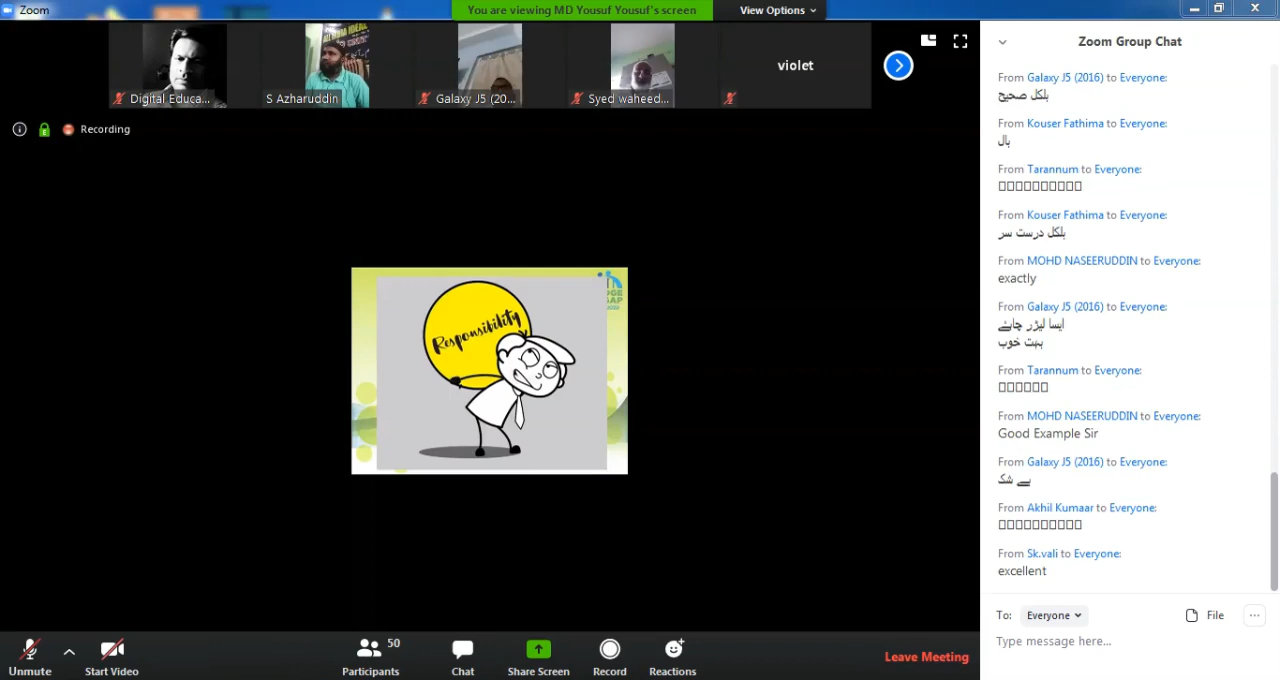 Zoom
You are viewing MD Yousuf Yousuf's screen
View Options
Digital Educa...
S Azharuddin
Galaxy J5 (20...
Syed waheed...
violet
Recording
Responsibility
Zoom Group Chat
From Galaxy J5 (2016) to Everyone:
بلکل صحیح
From Kouser Fathima to Everyone:
ہاں
From Tarannum to Everyone:
From Kouser Fathima to Everyone:
بلکل درست سر
From MOHD NASEERUDDIN to Everyone:
exactly
From Galaxy J5 (2016) to Everyone:
ایسا لیڈر چاہئے
بہت خوب
From Tarannum to Everyone:
From MOHD NASEERUDDIN to Everyone:
Good Example Sir
From Galaxy J5 (2016) to Everyone:
بے شک
From Akhil Kumaar to Everyone:
From Sk.vali to Everyone:
excellent
To: Everyone
File
Type message here...
Unmute
Start Video
Participants 50
Chat
Share Screen
Record
Reactions
Leave Meeting